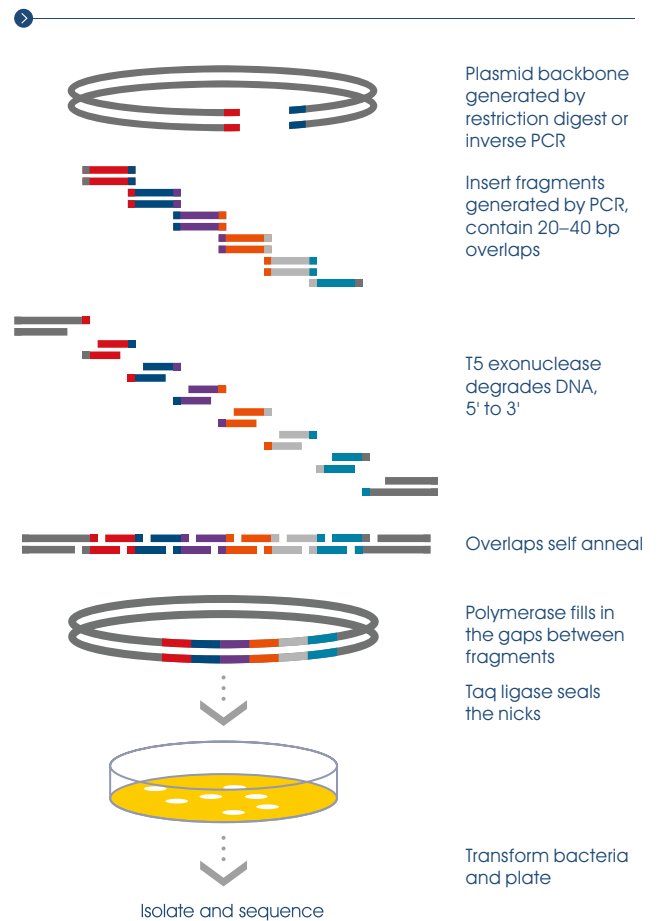 Plasmid backbone
generated by
restriction digest or
inverse PCR
Insert fragments
generated by PCR,
contain 20–40 bp
overlaps
T5 exonuclease
degrades DNA,
5' to 3'
Overlaps self anneal
Polymerase fills in
the gaps between
fragments
Taq ligase seals
the nicks
Transform bacteria
and plate
Isolate and sequence